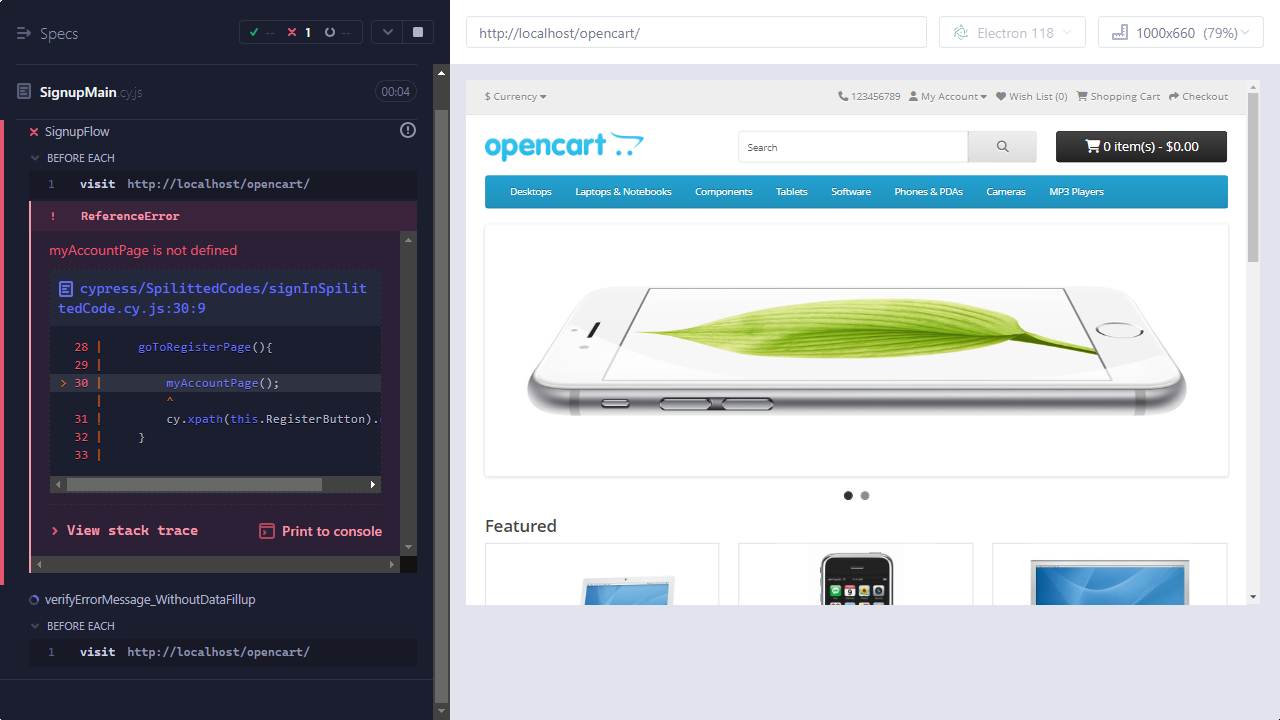 Specs
-- 1 --
SignupMain.cy.js
00:04
SignupFlow
BEFORE EACH
1 visit http://localhost/opencart/
! ReferenceError
myAccountPage is not defined
cypress/SpilittedCodes/signInSpilit
tedCode.cy.js:30:9
28 | goToRegisterPage(){
29 |
> 30 | myAccountPage();
| ^
31 | cy.xpath(this.RegisterButton).
32 | }
33 |
> View stack trace
Print to console
verifyErrorMessage_WithoutDataFillup
BEFORE EACH
1 visit http://localhost/opencart/
http://localhost/opencart/
Electron 118
1000x660 (79%)
$ Currency
123456789
My Account
Wish List (0)
Shopping Cart
Checkout
opencart
Search
0 item(s) - $0.00
Desktops
Laptops & Notebooks
Components
Tablets
Software
Phones & PDAs
Cameras
MP3 Players
Featured